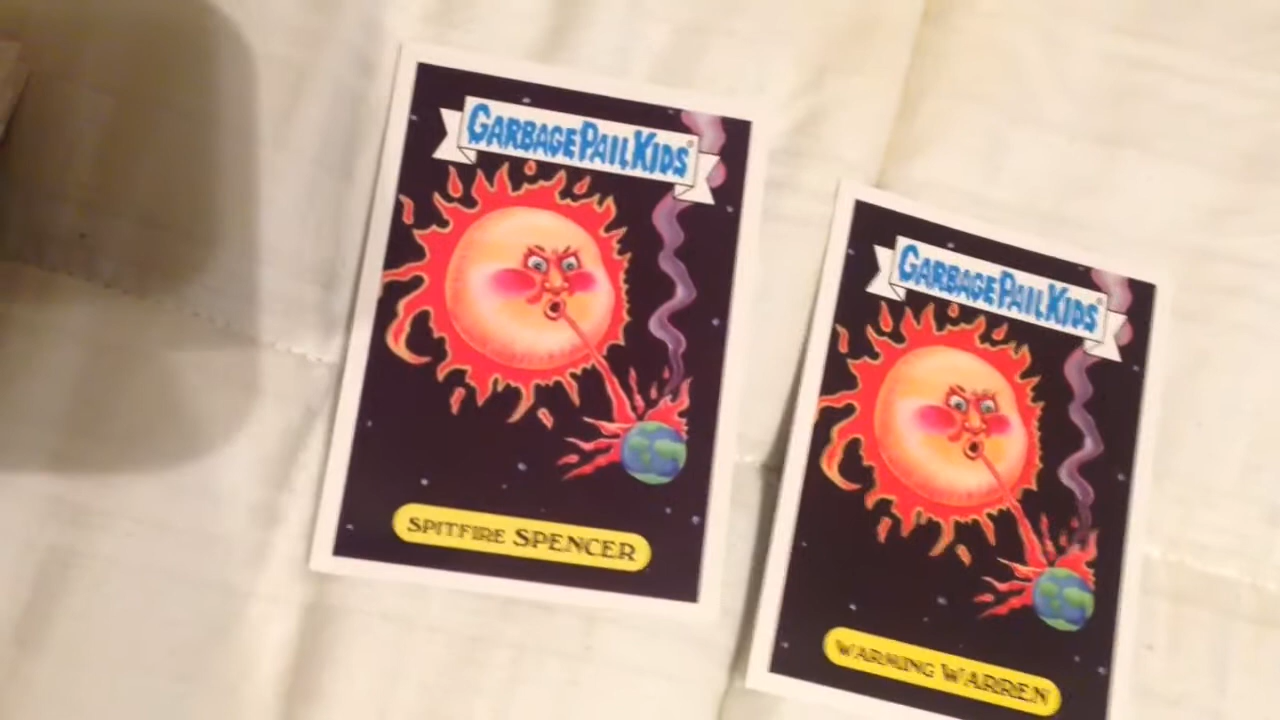 GARBAGE PAIL KIDS®
SPITFIRE SPENCER
GARBAGE PAIL KIDS®
WARMING WARREN